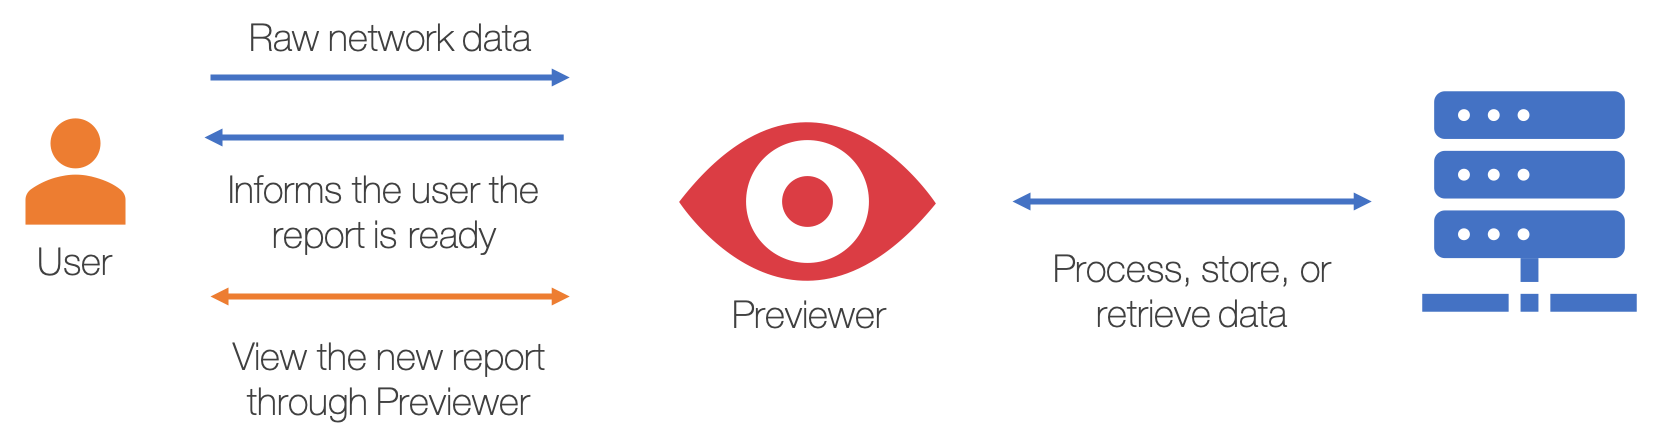 Raw network data
Informs the user the
report is ready
User
View the new report
through Previewer
Previewer
Process, store, or
retrieve data